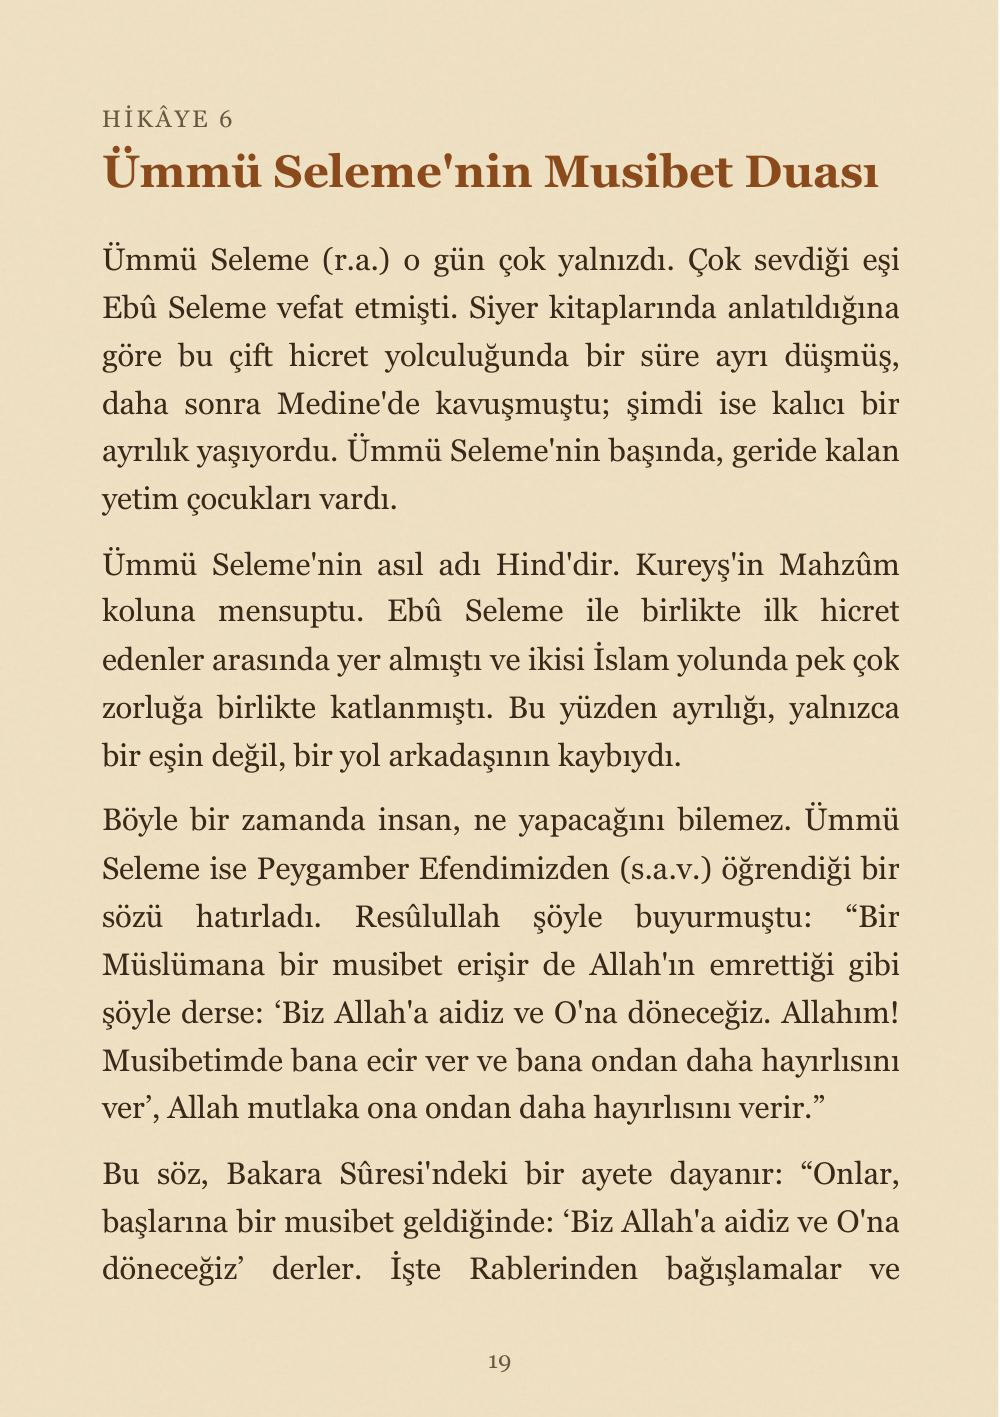 HİKÂYE 6
Ümmü Seleme'nin Musibet Duası
Ümmü Seleme (r.a.) o gün çok yalnızdı. Çok sevdiği eşi
Ebû Seleme vefat etmişti. Siyer kitaplarında anlatıldığına
göre bu çift hicret yolculuğunda bir süre ayrı düşmüş,
daha sonra Medine'de kavuşmuştu; şimdi ise kalıcı bir
ayrılık yaşıyordu. Ümmü Seleme'nin başında, geride kalan
yetim çocukları vardı.
Ümmü Seleme'nin asıl adı Hind'dir. Kureyş'in Mahzûm
koluna mensuptu. Ebû Seleme ile birlikte ilk hicret
edenler arasında yer almıştı ve ikisi İslam yolunda pek çok
zorluğa birlikte katlanmıştı. Bu yüzden ayrılığı, yalnızca
bir eşin değil, bir yol arkadaşının kaybıydı.
Böyle bir zamanda insan, ne yapacağını bilemez. Ümmü
Seleme ise Peygamber Efendimizden (s.a.v.) öğrendiği bir
sözü hatırladı. Resûlullah şöyle buyurmuştu: “Bir
Müslümana bir musibet erişir de Allah'ın emrettiği gibi
şöyle derse: ‘Biz Allah'a aidiz ve O'na döneceğiz. Allahım!
Musibetimde bana ecir ver ve bana ondan daha hayırlısını
ver’, Allah mutlaka ona ondan daha hayırlısını verir.”
Bu söz, Bakara Sûresi'ndeki bir ayete dayanır: “Onlar,
başlarına bir musibet geldiğinde: ‘Biz Allah'a aidiz ve O'na
döneceğiz’ derler. İşte Rablerinden bağışlamalar ve
19